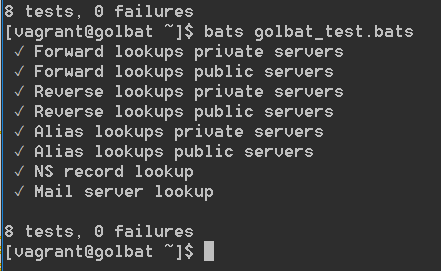 8 tests, 0 failures
[vagrant@golbat ~]$ bats golbat_test.bats
✓ Forward lookups private servers
✓ Forward lookups public servers
✓ Reverse lookups private servers
✓ Reverse lookups public servers
✓ Alias lookups private servers
✓ Alias lookups public servers
✓ NS record lookup
✓ Mail server lookup
8 tests, 0 failures
[vagrant@golbat ~]$